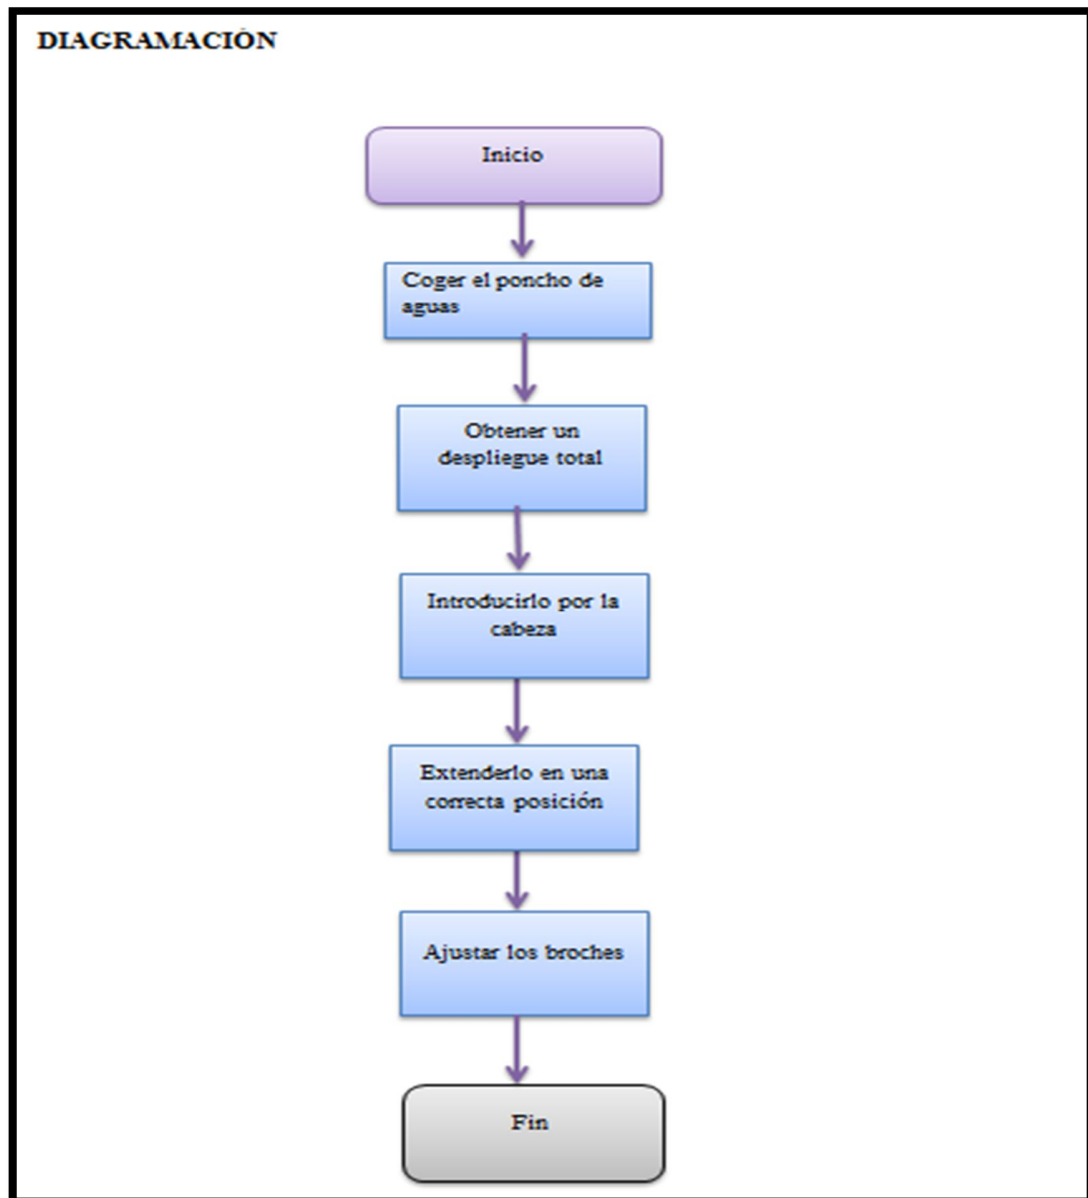 DIAGRAMACIÓN
Inicio
Coger el poncho de
aguas
Obtener un
despliegue total
Introducirlo por la
cabeza
Extenderlo en una
correcta posición
Ajustar los broches
Fin